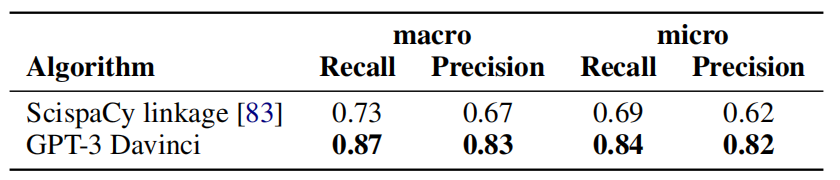 macro micro
Algorithm Recall Precision Recall Precision
ScispaCy linkage [83] 0.73 0.67 0.69 0.62
GPT-3 Davinci 0.87 0.83 0.84 0.82